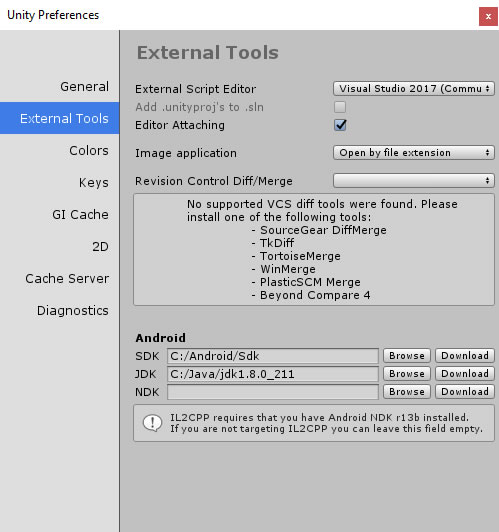 Unity Preferences
x
General
External Tools
Colors
Keys
GI Cache
2D
Cache Server
Diagnostics
External Tools
External Script Editor Visual Studio 2017 (Commu
Add .unityproj's to .sln
Editor Attaching
Image application Open by file extension
Revision Control Diff/Merge
No supported VCS diff tools were found. Please
install one of the following tools:
- SourceGear DiffMerge
- TkDiff
- TortoiseMerge
- WinMerge
- PlasticSCM Merge
- Beyond Compare 4
Android
SDK C:/Android/Sdk Browse Download
JDK C:/Java/jdk1.8.0_211 Browse Download
NDK Browse Download
IL2CPP requires that you have Android NDK r13b installed.
If you are not targeting IL2CPP you can leave this field empty.